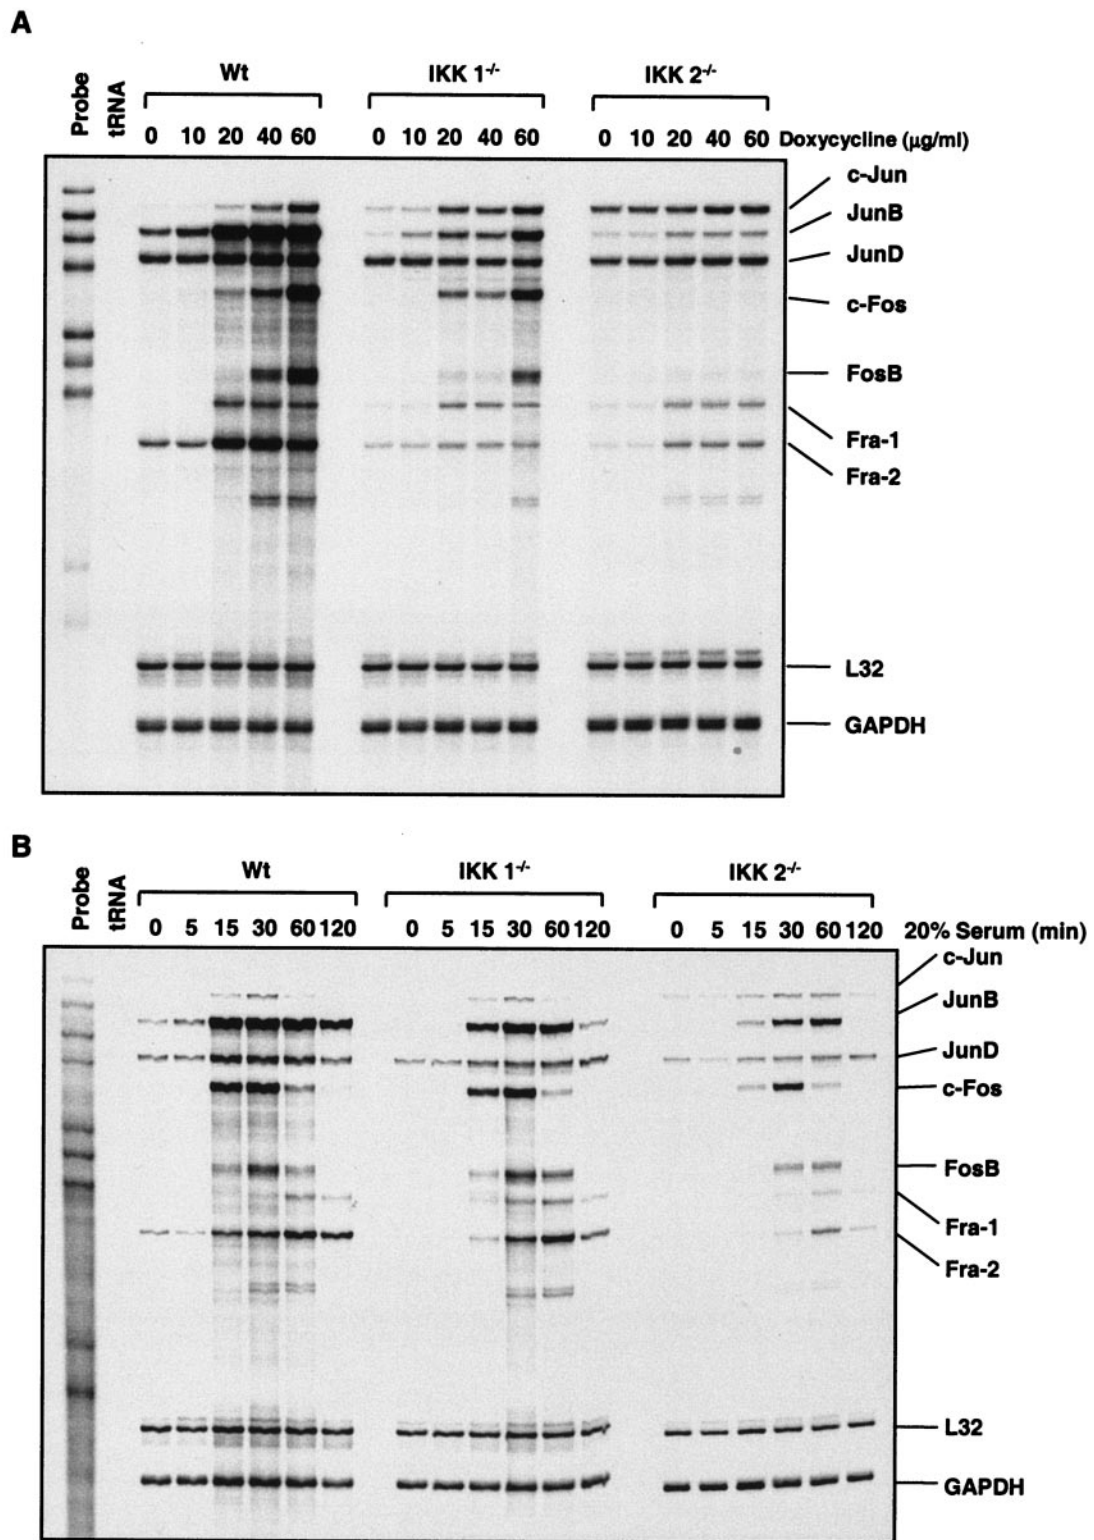 A
Probe
tRNA
Wt
IKK 1-/-
IKK 2-/-
0 10 20 40 60
0 10 20 40 60
0 10 20 40 60
Doxycycline (µg/ml)
c-Jun
JunB
JunD
c-Fos
FosB
Fra-1
Fra-2
L32
GAPDH
B
Probe
tRNA
Wt
IKK 1-/-
IKK 2-/-
0 5 15 30 60 120
0 5 15 30 60 120
0 5 15 30 60 120
20% Serum (min)
c-Jun
JunB
JunD
c-Fos
FosB
Fra-1
Fra-2
L32
GAPDH